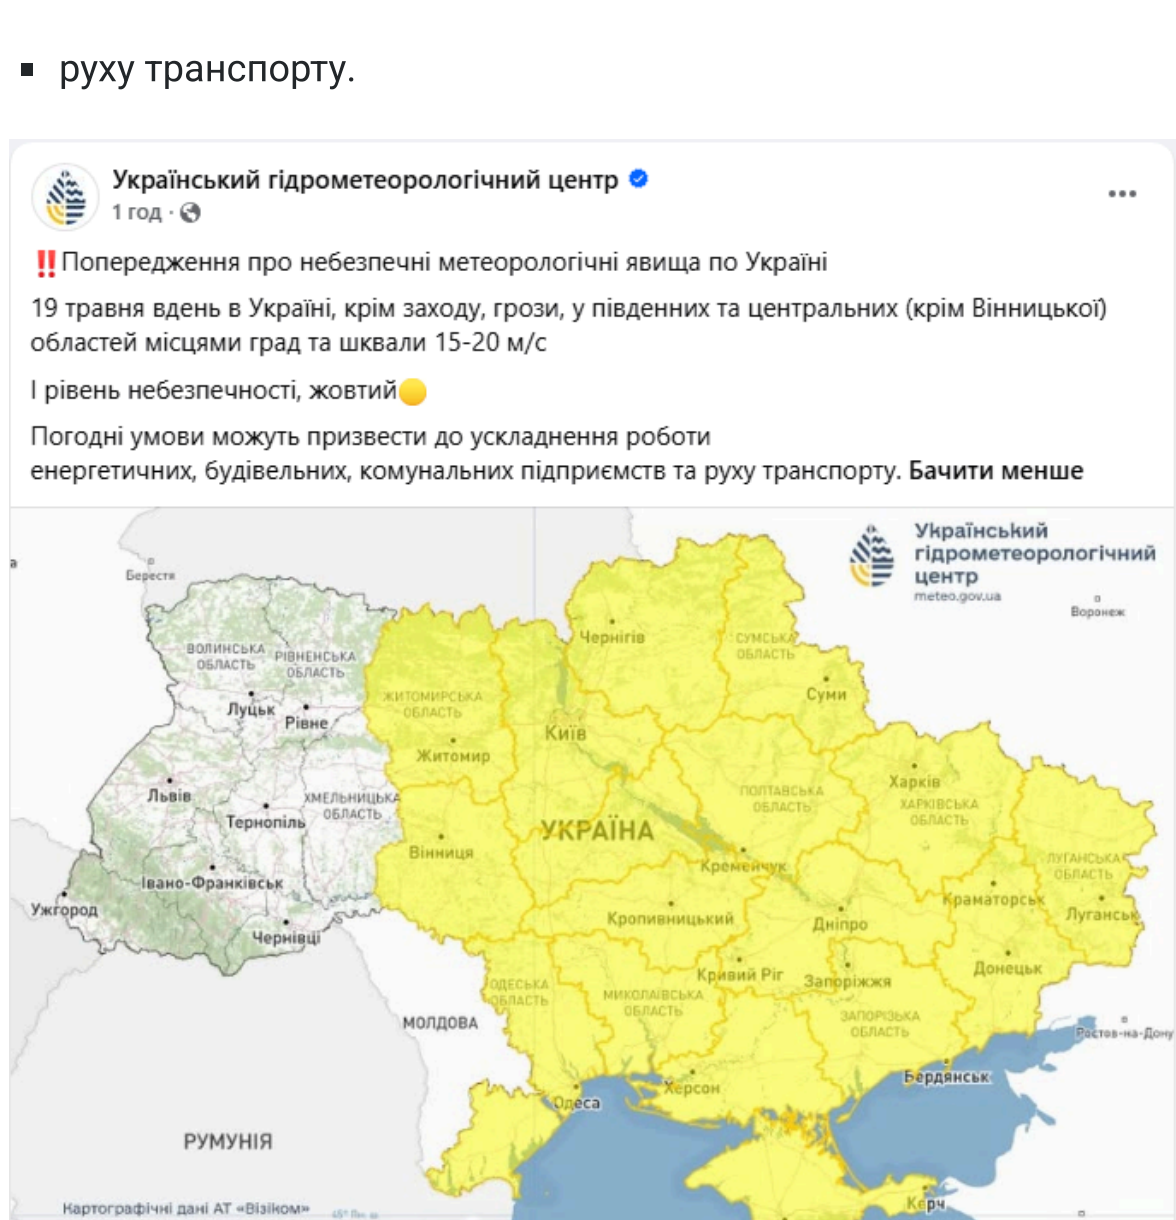 ▪ руху транспорту.
Український гідрометеорологічний центр
1 год ·
‼️Попередження про небезпечні метеорологічні явища по Україні
19 травня вдень в Україні, крім заходу, грози, у південних та центральних (крім Вінницької)
областей місцями град та шквали 15-20 м/с
І рівень небезпечності, жовтий🟡
Погодні умови можуть призвести до ускладнення роботи
енергетичних, будівельних, комунальних підприємств та руху транспорту. Бачити менше
Український
гідрометеорологічний
центр
meteo.gov.ua
а
Берестя
Воронеж
Чернігів
СУМСЬКА
ОБЛАСТЬ
ВОЛИНСЬКА
ОБЛАСТЬ
РІВНЕНСЬКА
ОБЛАСТЬ
Суми
ЖИТОМИРСЬКА
ОБЛАСТЬ
Луцьк
Рівне
Київ
Житомир
Харків
Львів
ХМЕЛЬНИЦЬКА
ОБЛАСТЬ
ПОЛТАВСЬКА
ОБЛАСТЬ
ХАРКІВСЬКА
ОБЛАСТЬ
Тернопіль
УКРАЇНА
Вінниця
Кременчук
ЛУГАНСЬКА
ОБЛАСТЬ
Івано-Франківськ
Краматорськ
Ужгород
Кропивницький
Дніпро
Луганськ
Чернівці
Кривий Ріг
Запоріжжя
Донецьк
ОДЕСЬКА
ОБЛАСТЬ
МИКОЛАЇВСЬКА
ОБЛАСТЬ
МОЛДОВА
ЗАПОРІЗЬКА
ОБЛАСТЬ
Ростов-на-Дону
Бердянськ
Херсон
Одеса
РУМУНІЯ
Керч
Картографічні дані АТ «Візіком»